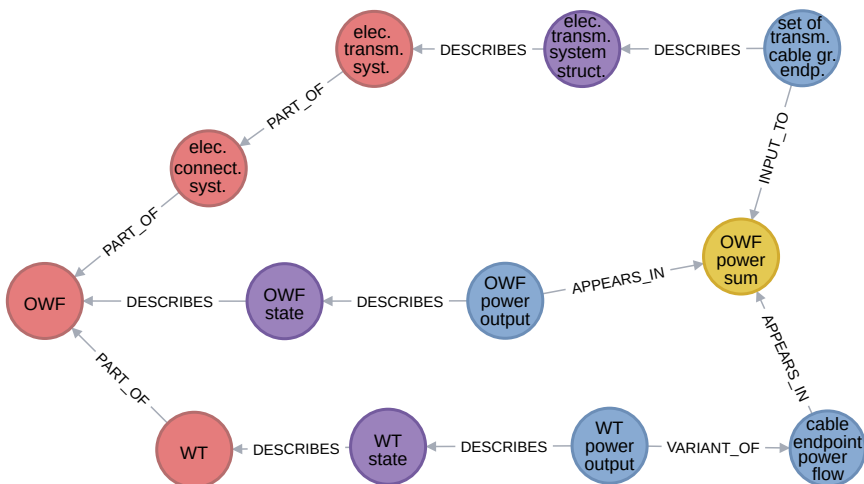 elec.
transm.
syst.
DESCRIBES
elec.
transm.
system
struct.
DESCRIBES
set of
transm.
cable gr.
endp.
PART_OF
INPUT_TO
elec.
connect.
syst.
PART_OF
OWF
power
sum
APPEARS_IN
OWF
DESCRIBES
OWF
state
DESCRIBES
OWF
power
output
PART_OF
APPEARS_IN
WT
DESCRIBES
WT
state
DESCRIBES
WT
power
output
VARIANT_OF
cable
endpoint
power
flow